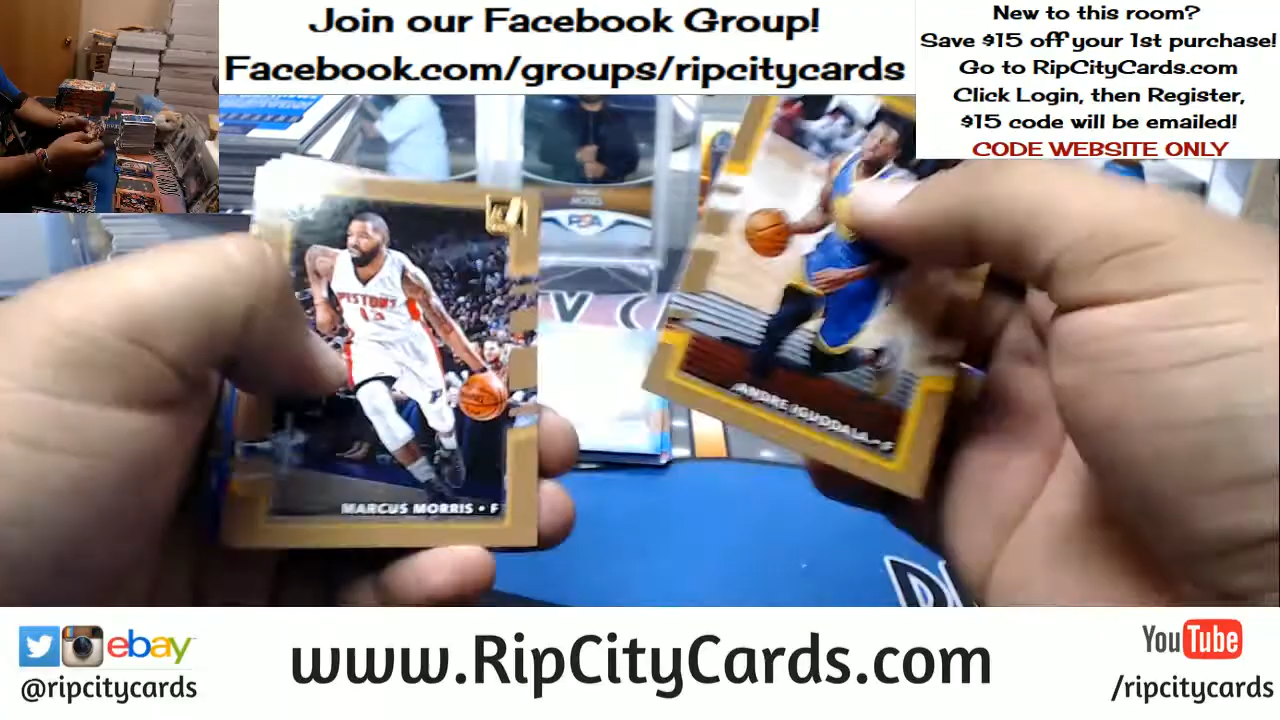 Join our Facebook Group!
Facebook.com/groups/ripcitycards
New to this room?
Save $15 off your 1st purchase!
Go to RipCityCards.com
Click Login, then Register,
$15 code will be emailed!
CODE WEBSITE ONLY
PISTONS
13
MARCUS MORRIS • F
ANDRE IGUODALA • F
PSA
ebay
@ripcitycards
www.RipCityCards.com
YouTube
/ripcitycards